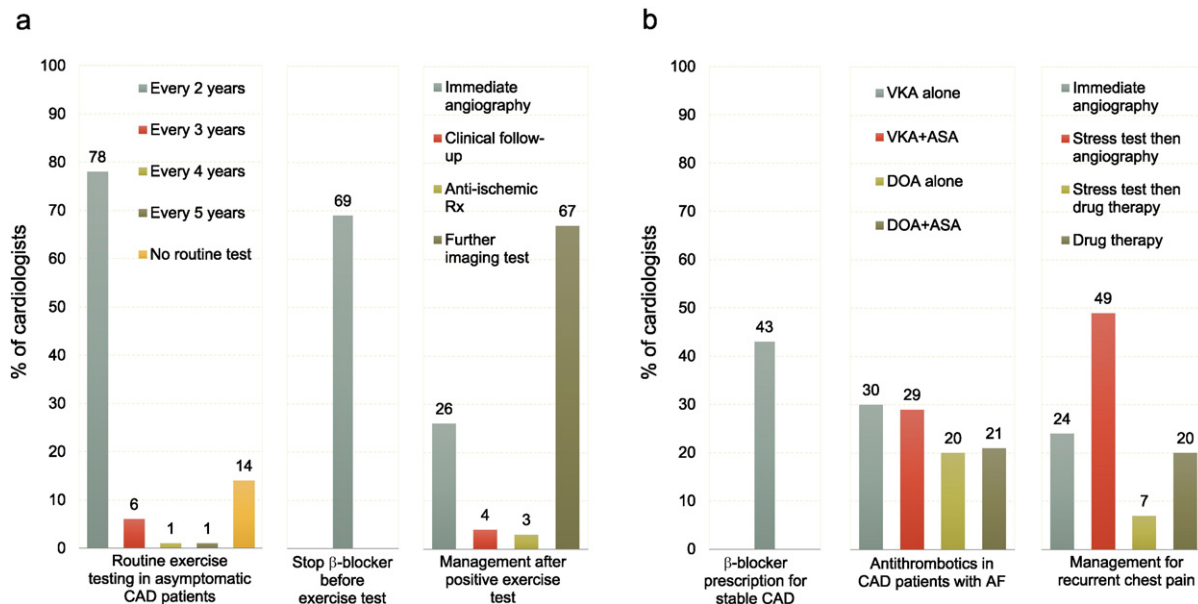 a
% of cardiologists
100
90
80
70
60
50
40
30
20
10
0
Every 2 years
Every 3 years
Every 4 years
Every 5 years
No routine test
78
6
1
1
14
Routine exercise
testing in asymptomatic
CAD patients
69
Stop β-blocker
before
exercise test
Immediate
angiography
Clinical follow-
up
Anti-ischemic
Rx
Further
imaging test
26
4
3
67
Management after
positive exercise
test
b
% of cardiologists
100
90
80
70
60
50
40
30
20
10
0
43
β-blocker
prescription for
stable CAD
VKA alone
VKA+ASA
DOA alone
DOA+ASA
30
29
20
21
Antithrombotics in
CAD patients with AF
Immediate
angiography
Stress test then
angiography
Stress test then
drug therapy
Drug therapy
24
49
7
20
Management for
recurrent chest pain